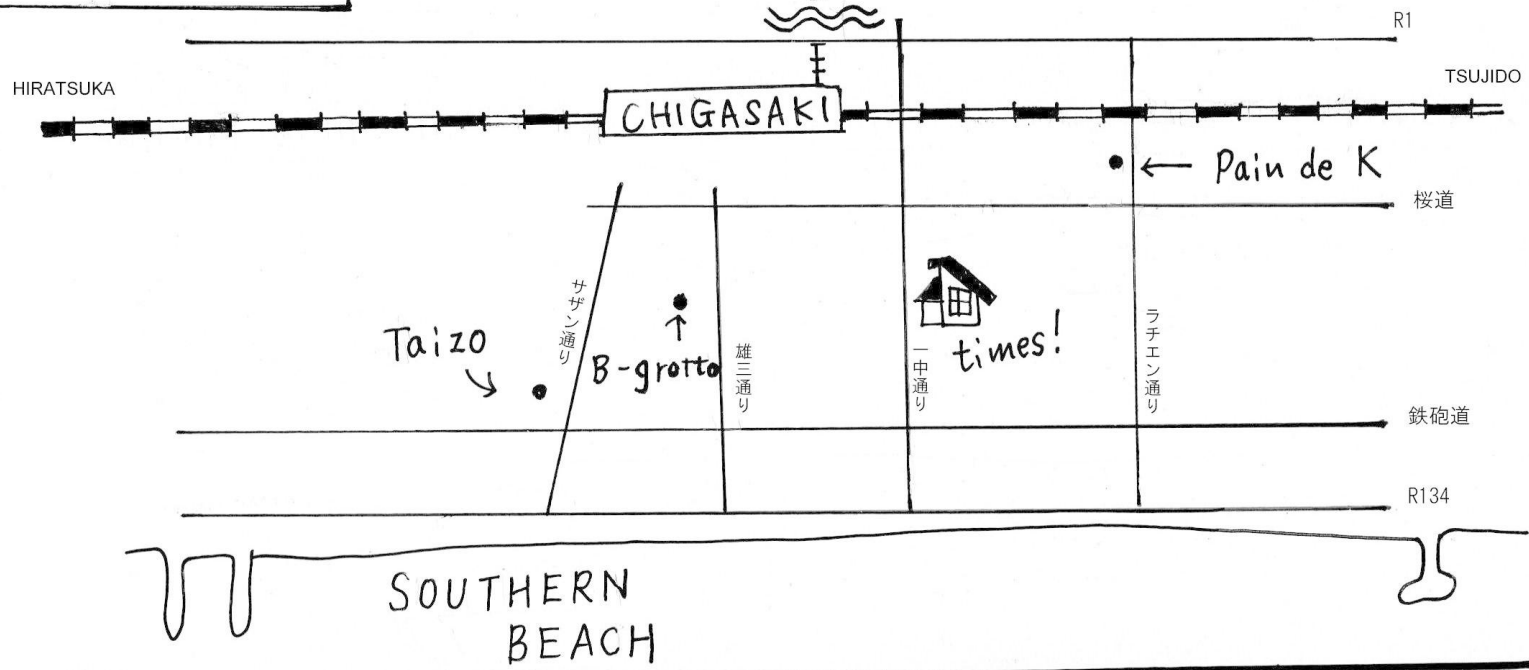 R1
HIRATSUKA
TSUJIDO
CHIGASAKI
← Pain de K
桜道
サザン通り
Taizo
B-grotto
雄三通り
一中通り
times!
ラチエン通り
鉄砲道
R134
SOUTHERN
BEACH